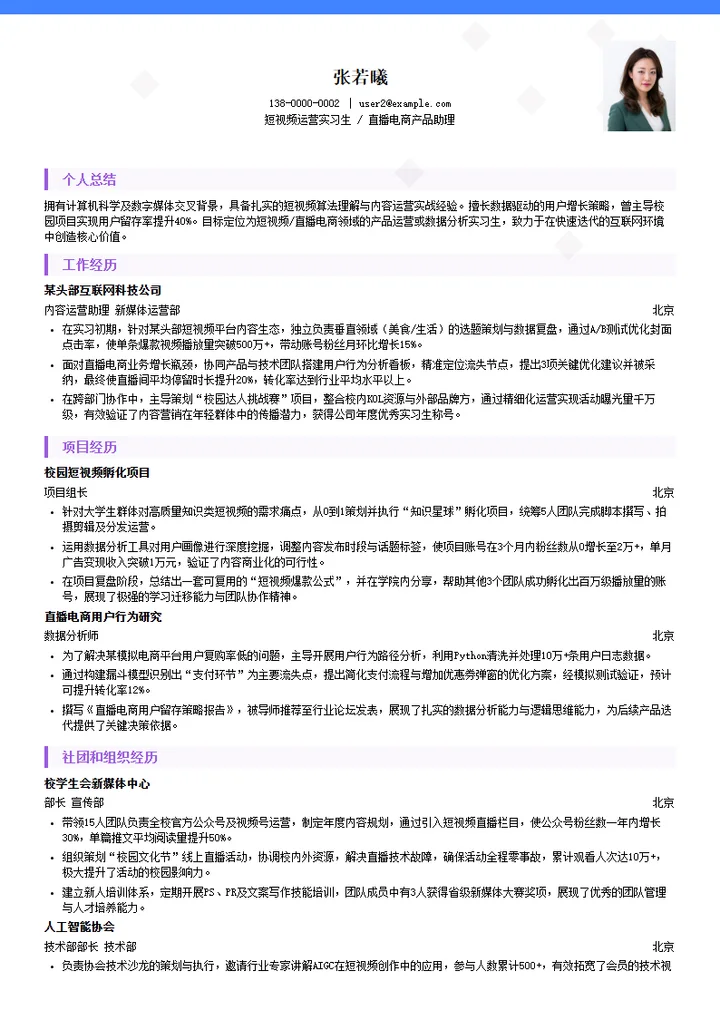 张若曦
138-0000-0002 | user2@example.com
短视频运营实习生 / 直播电商产品助理
个人总结
拥有计算机科学及数字媒体交叉背景，具备扎实的短视频算法理解与内容运营实战经验。擅长数据驱动的用户增长策略，曾主导校
园项目实现用户留存率提升40%。目标定位为短视频/直播电商领域的产品运营或数据分析实习生，致力于在快速迭代的互联网环境
中创造核心价值。
工作经历
某头部互联网科技公司
内容运营助理 新媒体运营部 北京
• 在实习初期，针对某头部短视频平台内容生态，独立负责垂直领域（美食/生活）的选题策划与数据复盘，通过A/B测试优化封面
点击率，使单条爆款视频播放量突破500万+，带动账号粉丝月环比增长15%。
• 面对直播电商业务增长瓶颈，协同产品与技术团队搭建用户行为分析看板，精准定位流失节点，提出3项关键优化建议并被采
纳，最终使直播间平均停留时长提升20%，转化率达到行业平均水平以上。
• 在跨部门协作中，主导策划“校园达人挑战赛”项目，整合校内KOL资源与外部品牌方，通过精细化运营实现活动曝光量千万
级，有效验证了内容营销在年轻群体中的传播潜力，获得公司年度优秀实习生称号。
项目经历
校园短视频孵化项目
项目组长 北京
• 针对大学生群体对高质量知识类短视频的需求痛点，从0到1策划并执行“知识星球”孵化项目，统筹5人团队完成脚本撰写、拍
摄剪辑及分发运营。
• 运用数据分析工具对用户画像进行深度挖掘，调整内容发布时段与话题标签，使项目账号在3个月内粉丝数从0增长至2万+，单月
广告变现收入突破1万元，验证了内容商业化的可行性。
• 在项目复盘阶段，总结出一套可复用的“短视频爆款公式”，并在学院内分享，帮助其他3个团队成功孵化出百万级播放量的账
号，展现了极强的学习迁移能力与团队协作精神。
直播电商用户行为研究
数据分析师 北京
• 为了解决某模拟电商平台用户复购率低的问题，主导开展用户行为路径分析，利用Python清洗并处理10万+条用户日志数据。
• 通过构建漏斗模型识别出“支付环节”为主要流失点，提出简化支付流程与增加优惠券弹窗的优化方案，经模拟测试验证，预计
可提升转化率12%。
• 撰写《直播电商用户留存策略报告》，被导师推荐至行业论坛发表，展现了扎实的数据分析能力与逻辑思维能力，为后续产品迭
代提供了关键决策依据。
社团和组织经历
校学生会新媒体中心
部长 宣传部 北京
• 带领15人团队负责全校官方公众号及视频号运营，制定年度内容规划，通过引入短视频直播栏目，使公众号粉丝数一年内增长
30%，单篇推文平均阅读量提升50%。
• 组织策划“校园文化节”线上直播活动，协调校内外资源，解决直播技术故障，确保活动全程零事故，累计观看人次达10万+，
极大提升了活动的校园影响力。
• 建立新人培训体系，定期开展PS、PR及文案写作技能培训，团队成员中有3人获得省级新媒体大赛奖项，展现了优秀的团队管理
与人才培养能力。
人工智能协会
技术部部长 技术部 北京
• 负责协会技术沙龙的策划与执行，邀请行业专家讲解AIGC在短视频创作中的应用，参与人数累计500+，有效拓宽了会员的技术视